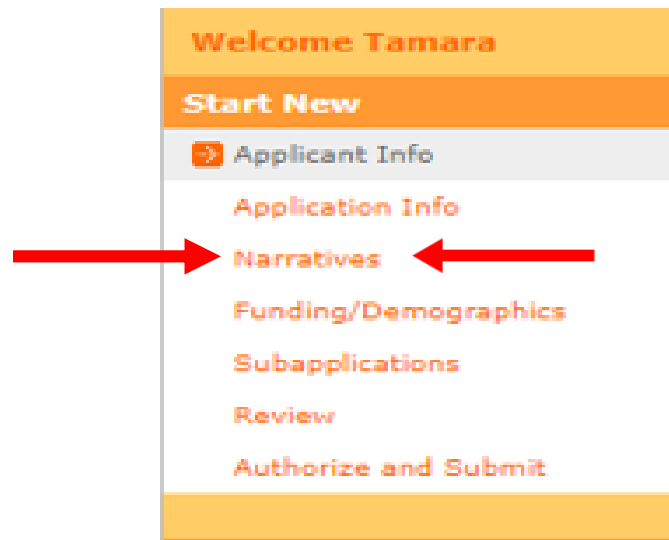 Welcome Tamara
Start New
Applicant Info
Application Info
Narratives
Funding/Demographics
Subapplications
Review
Authorize and Submit